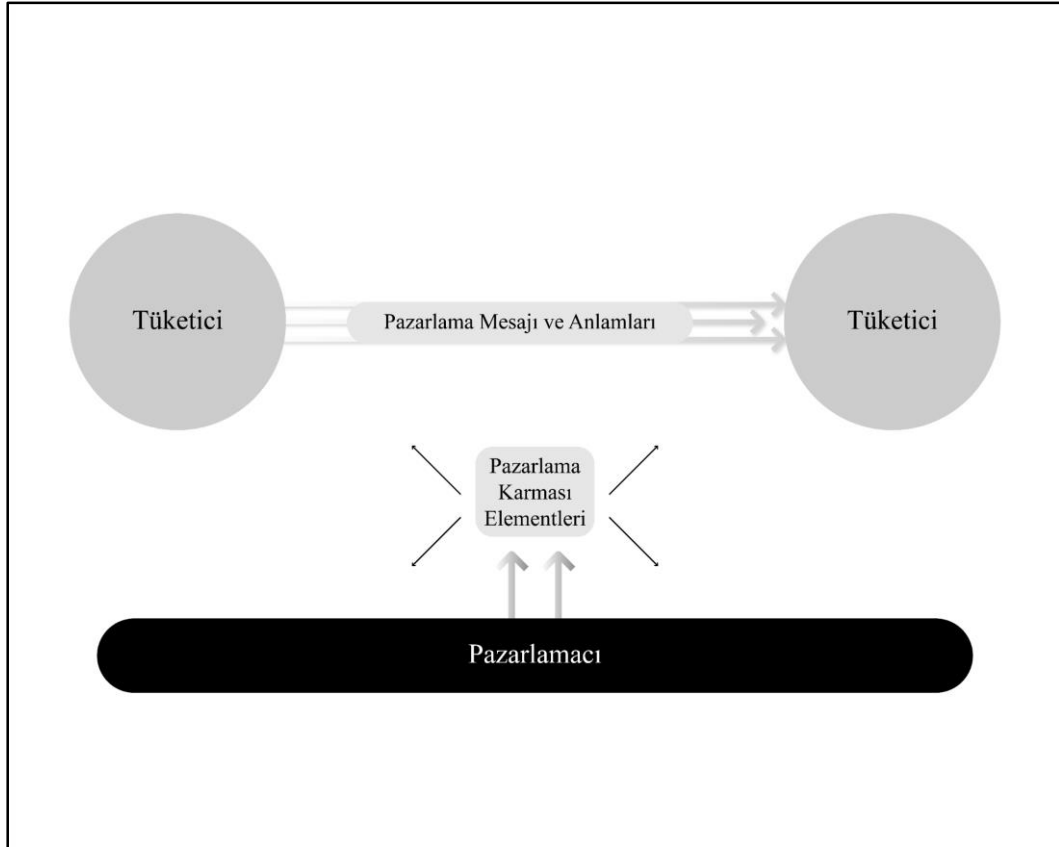 Tüketici
Pazarlama Mesajı ve Anlamları
Tüketici
Pazarlama
Karması
Elementleri
Pazarlamacı